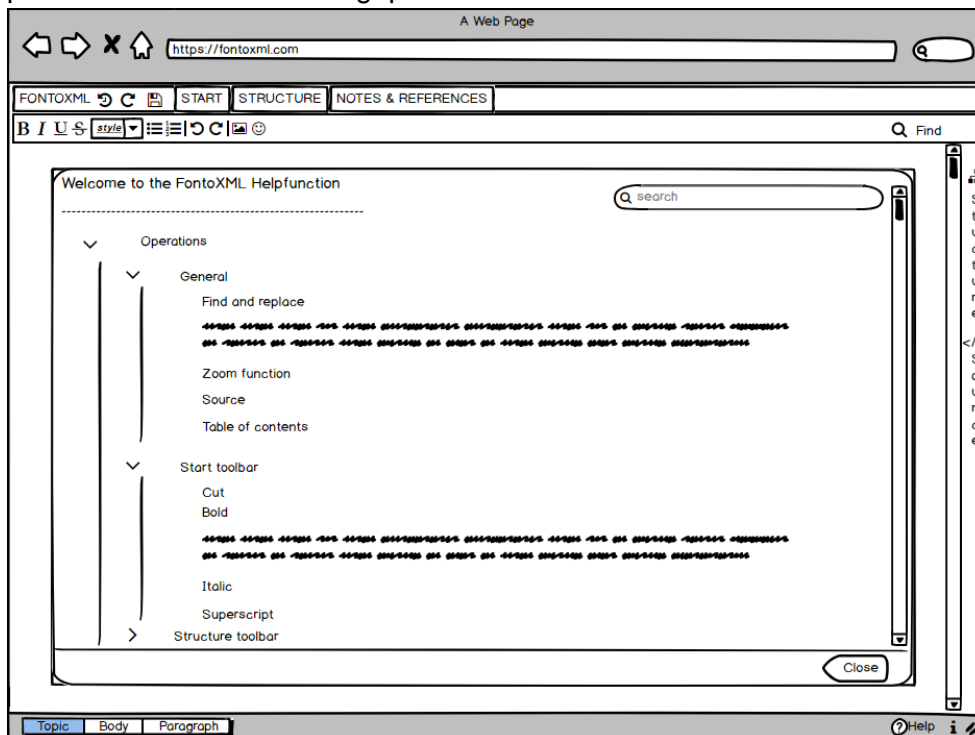 A Web Page
https://fontoxml.com
FONTOXML START STRUCTURE NOTES & REFERENCES
B I U S style Find
Welcome to the FontoXML Helpfunction
search
Operations
General
Find and replace
Zoom function
Source
Table of contents
Start toolbar
Cut
Bold
Italic
Superscript
Structure toolbar
Close
Topic Body Paragraph Help